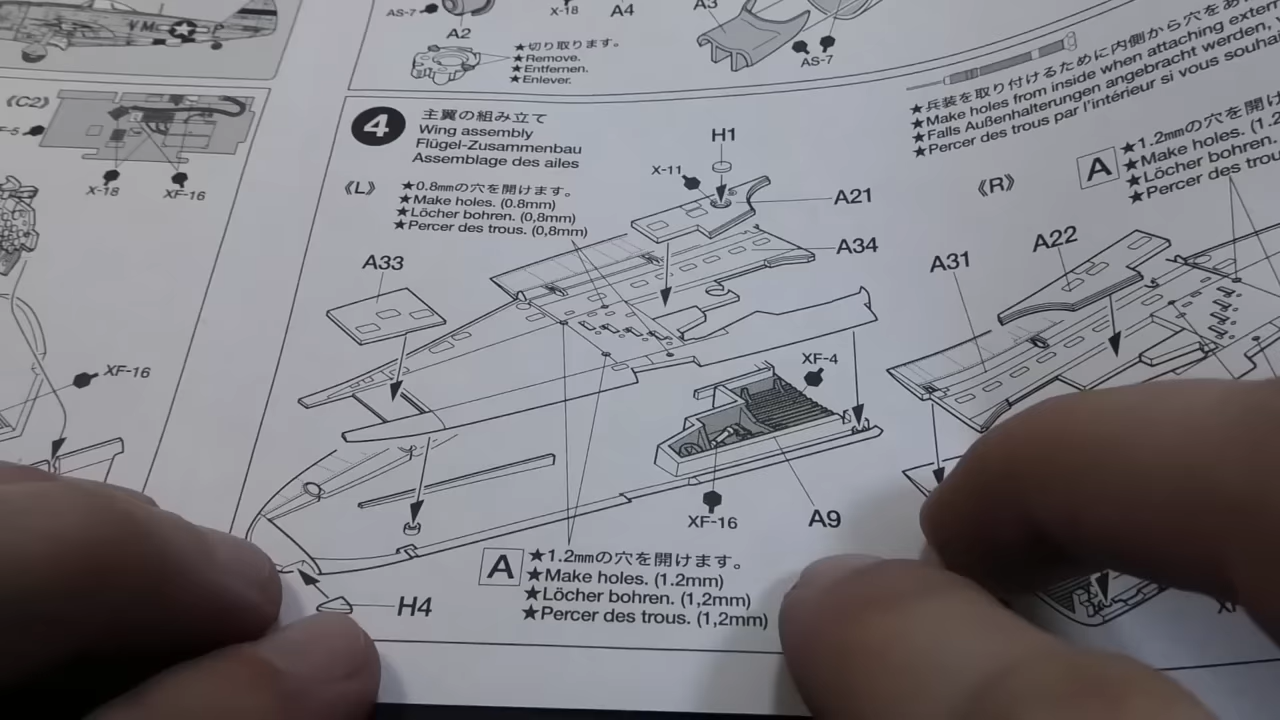 VM
P
AS-7
A2
X-18
A4
A3
AS-7
★切り取ります。
★Remove.
★Entfernen.
★Enlever.
《C2》
X-18
XF-16
XF-16
4
主翼の組み立て
Wing assembly
Flügel-Zusammenbau
Assemblage des ailes
《L》
★0.8mmの穴を開けます。
★Make holes. (0.8mm)
★Löcher bohren. (0,8mm)
★Percer des trous. (0,8mm)
H1
X-11
A21
A34
A33
XF-4
XF-16
A9
H4
A
★1.2mmの穴を開けます。
★Make holes. (1.2mm)
★Löcher bohren. (1,2mm)
★Percer des trous. (1,2mm)
★兵装を取り付けるために内側から穴をあ
★Make holes from inside when attaching
★Falls Außenhalterungen angebracht werden,
★Percer des trous par l'intérieur si vous
《R》
A
★1.2mmの穴を開
★Make holes.
★Löcher bohren.
★Percer des
A22
A31